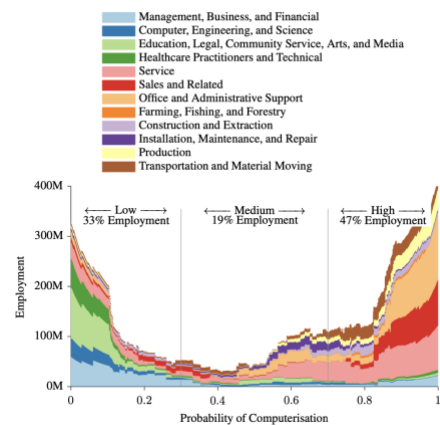 Management, Business, and Financial
Computer, Engineering, and Science
Education, Legal, Community Service, Arts, and Media
Healthcare Practitioners and Technical
Service
Sales and Related
Office and Administrative Support
Farming, Fishing, and Forestry
Construction and Extraction
Installation, Maintenance, and Repair
Production
Transportation and Material Moving
400M
300M
200M
100M
0M
Employment
← Low →
33% Employment
← Medium →
19% Employment
← High →
47% Employment
0 0.2 0.4 0.6 0.8 1
Probability of Computerisation